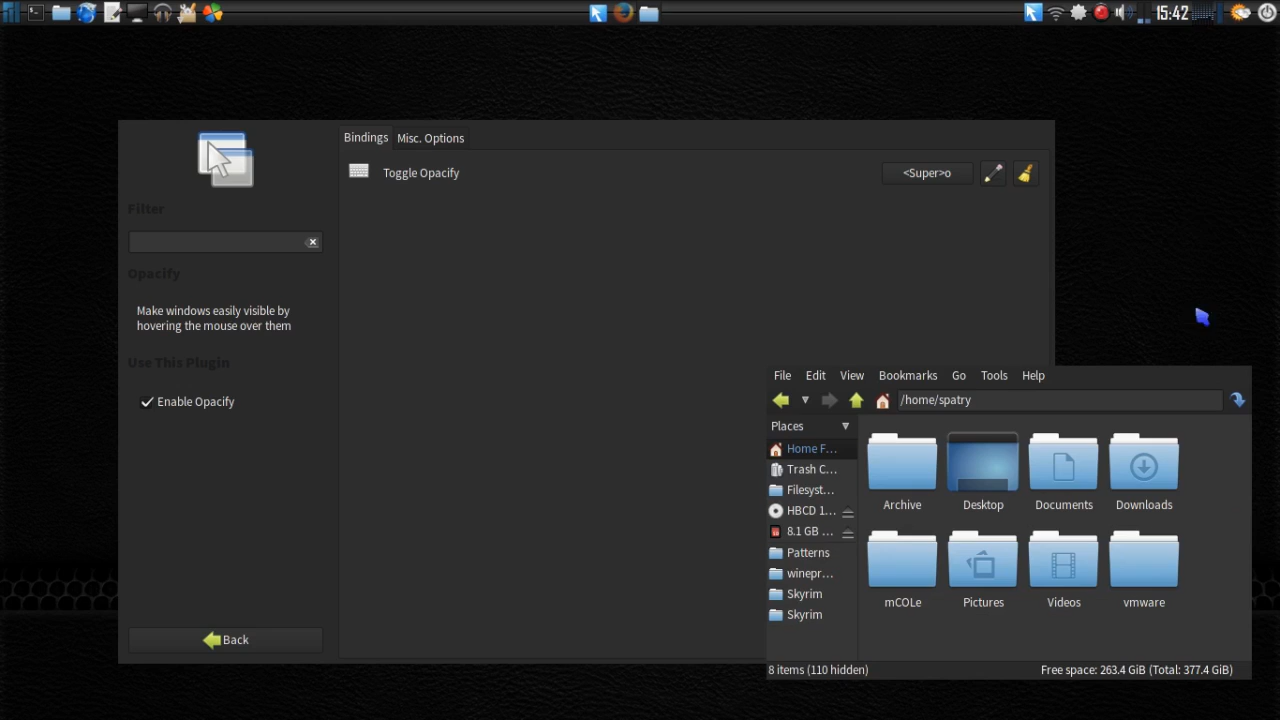 15:42
Bindings Misc. Options
Toggle Opacify <Super>o
Filter
Opacify
Make windows easily visible by
hovering the mouse over them
Use This Plugin
Enable Opacify
Back
File Edit View Bookmarks Go Tools Help
/home/spatry
Places
Home F...
Trash C...
Filesyst...
HBCD 1...
8.1 GB ...
Patterns
winepr...
Skyrim
Skyrim
Archive Desktop Documents Downloads
mCOLe Pictures Videos vmware
8 items (110 hidden) Free space: 263.4 GiB (Total: 377.4 GiB)